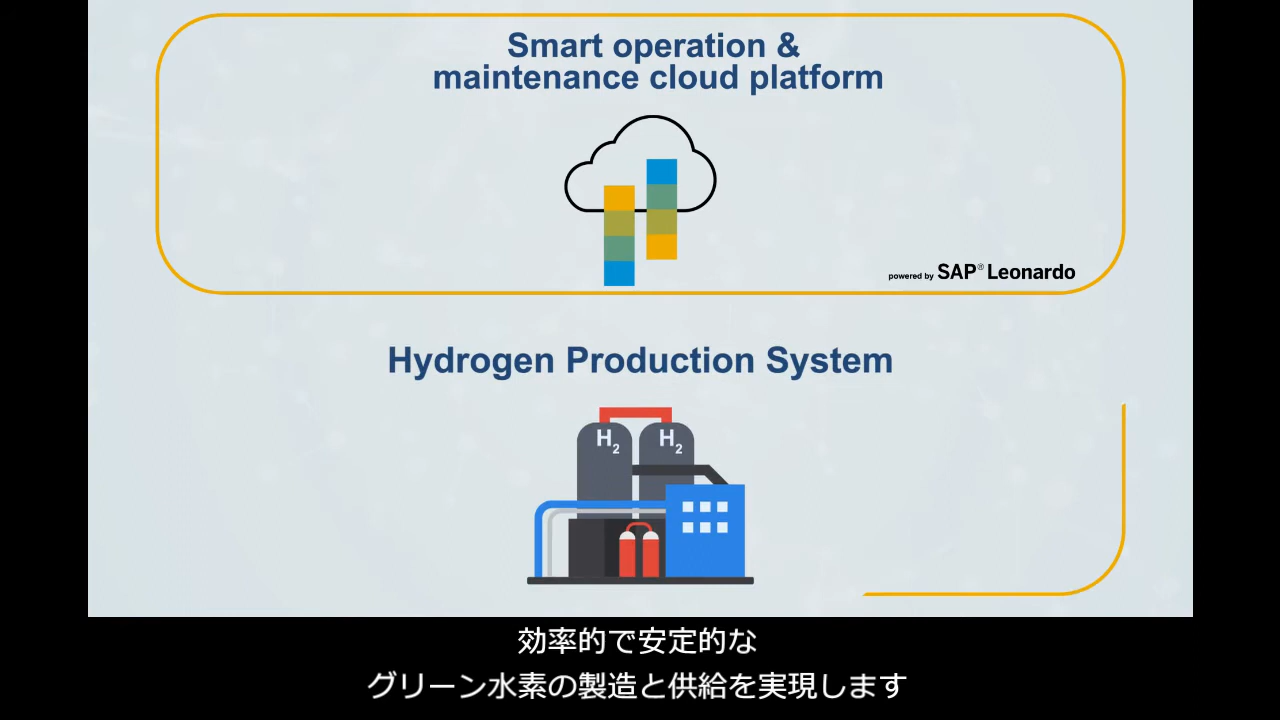 Smart operation &
maintenance cloud platform
powered by SAP® Leonardo
Hydrogen Production System
H2 H2
効率的で安定的な
グリーン水素の製造と供給を実現します